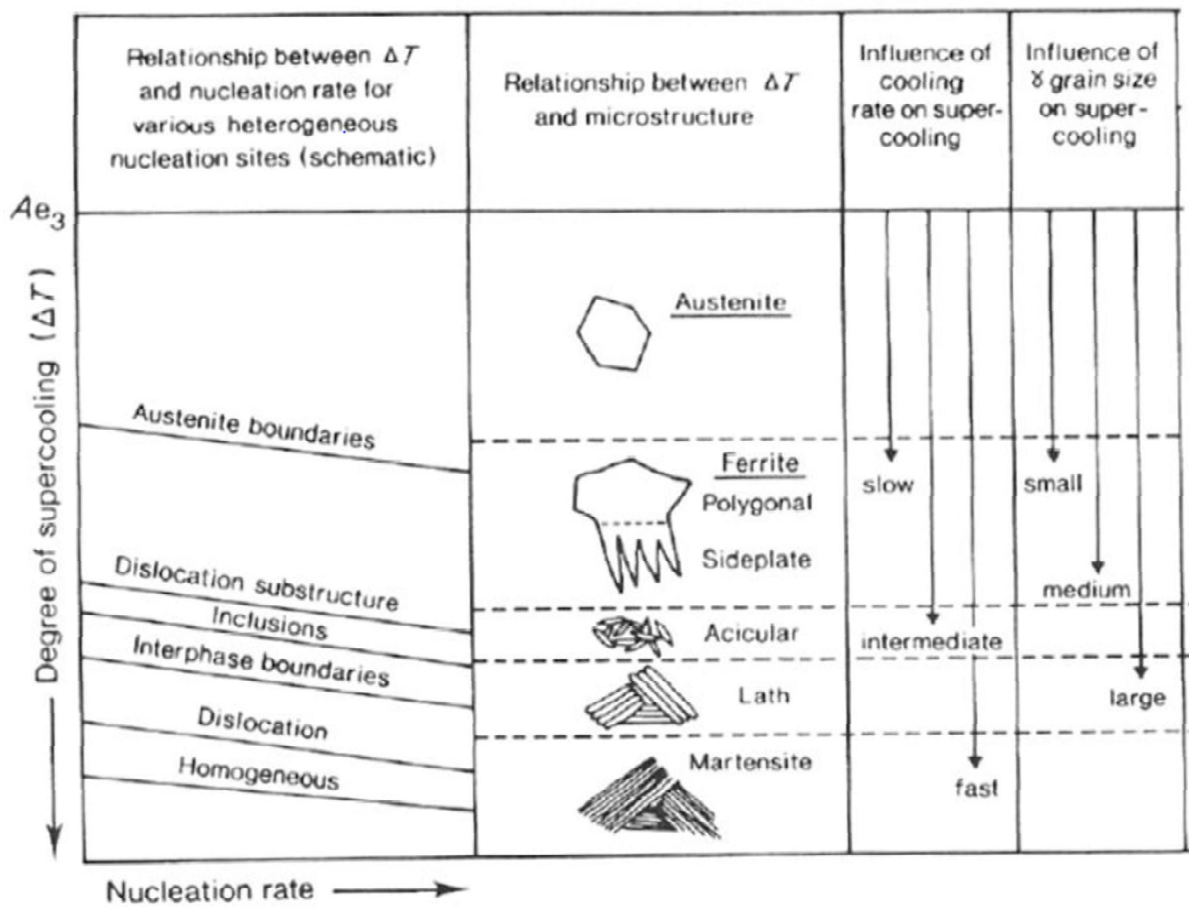 Relationship between ΔT
and nucleation rate for
various heterogeneous
nucleation sites (schematic)
Relationship between ΔT
and microstructure
Influence of
cooling
rate on super-
cooling
Influence of
γ grain size
on super-
cooling
Ae₃
Degree of supercooling (ΔT)
Austenite boundaries
Dislocation substructure
Inclusions
Interphase boundaries
Dislocation
Homogeneous
Austenite
Ferrite
Polygonal
Sideplate
Acicular
Lath
Martensite
slow
intermediate
fast
small
medium
large
Nucleation rate